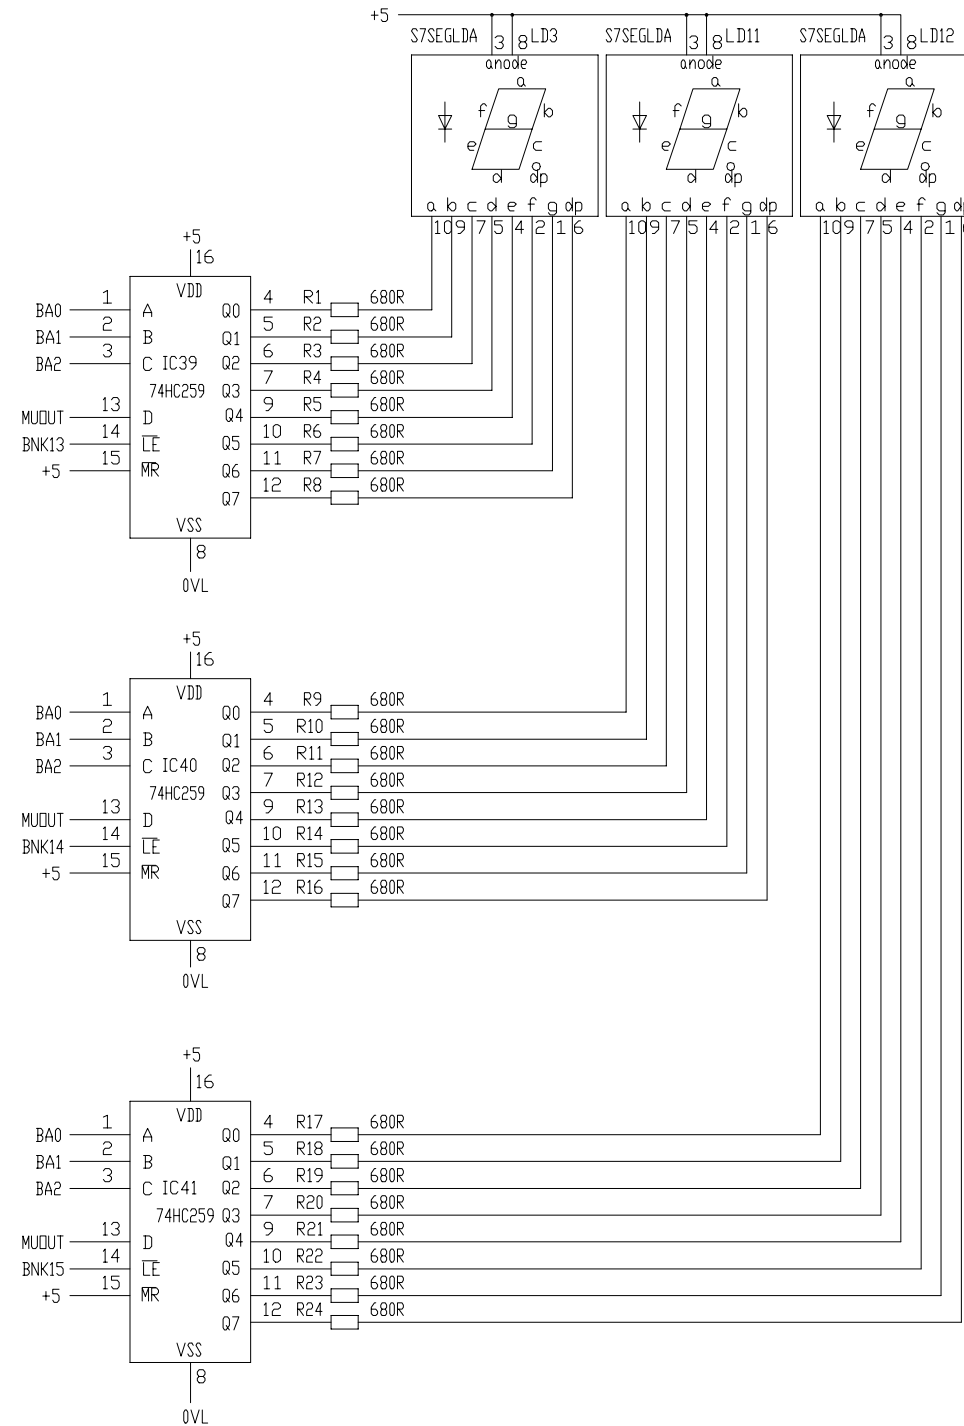 +5
S7SEGLDA 3 8 LD3 S7SEGLDA 3 8 LD11 S7SEGLDA 3 8 LD12
anode anode anode
a a a
f b f b f b
g g g
e c e c e c
d dp d dp d dp
a b c d e f g dp a b c d e f g dp a b c d e f g
10 9 7 5 4 2 1 6 10 9 7 5 4 2 1 6 10 9 7 5 4 2 1
+5
16
VDD
BA0 1 A Q0 4 R1 680R
BA1 2 B Q1 5 R2 680R
BA2 3 C IC39 Q2 6 R3 680R
74HC259 Q3 7 R4 680R
MUOUT 13 D Q4 9 R5 680R
BNK13 14 LE Q5 10 R6 680R
+5 15 MR Q6 11 R7 680R
Q7 12 R8 680R
VSS
8
0VL
+5
16
VDD
BA0 1 A Q0 4 R9 680R
BA1 2 B Q1 5 R10 680R
BA2 3 C IC40 Q2 6 R11 680R
74HC259 Q3 7 R12 680R
MUOUT 13 D Q4 9 R13 680R
BNK14 14 LE Q5 10 R14 680R
+5 15 MR Q6 11 R15 680R
Q7 12 R16 680R
VSS
8
0VL
+5
16
VDD
BA0 1 A Q0 4 R17 680R
BA1 2 B Q1 5 R18 680R
BA2 3 C IC41 Q2 6 R19 680R
74HC259 Q3 7 R20 680R
MUOUT 13 D Q4 9 R21 680R
BNK15 14 LE Q5 10 R22 680R
+5 15 MR Q6 11 R23 680R
Q7 12 R24 680R
VSS
8
0VL